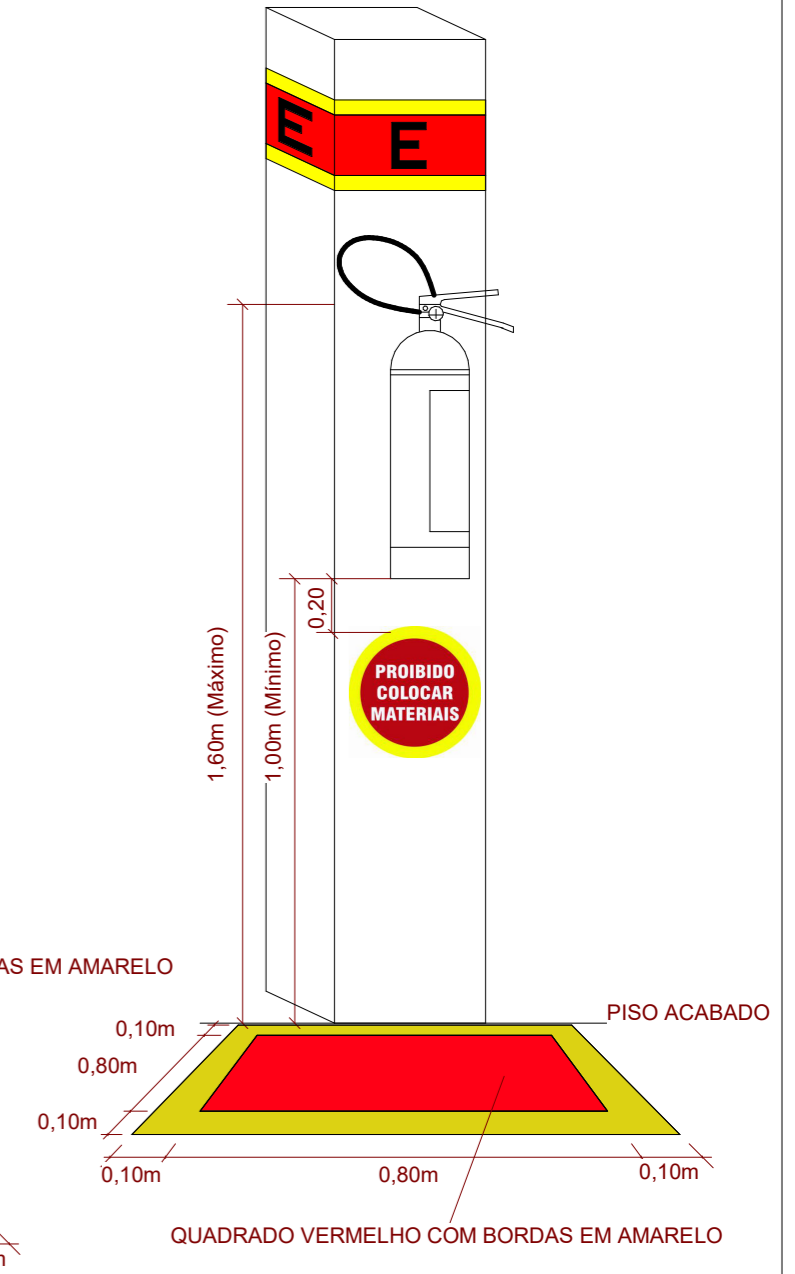 E
E
0,20
1,60m (Máximo)
1,00m (Mínimo)
PROIBIDO
COLOCAR
MATERIAIS
AS EM AMARELO
PISO ACABADO
0,10m
0,80m
0,10m
0,10m
0,80m
0,10m
QUADRADO VERMELHO COM BORDAS EM AMARELO